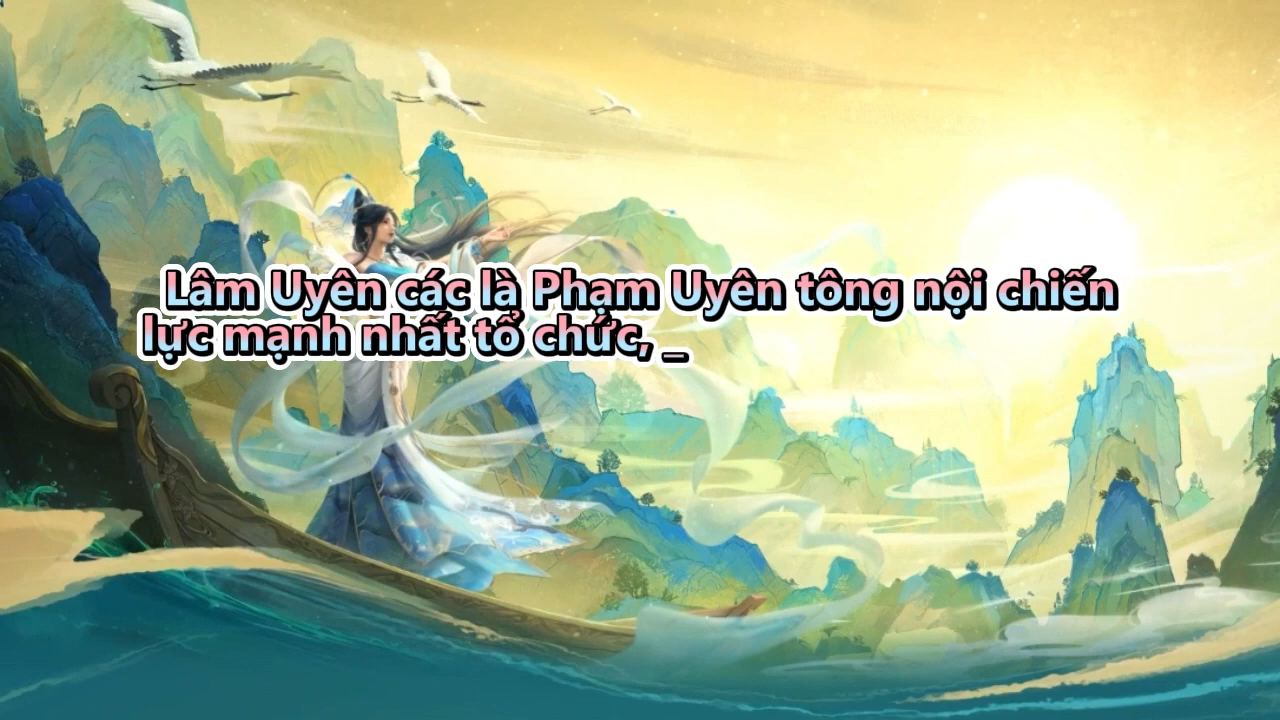 Lâm Uyên các là Phạm Uyên tông nội chiến
lực mạnh nhất tổ chức, _